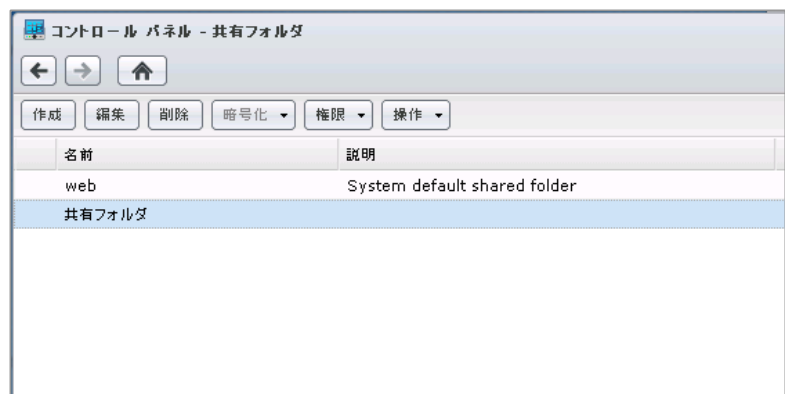 コントロール パネル - 共有フォルダ
作成 編集 削除 暗号化 権限 操作
名前 説明
web System default shared folder
共有フォルダ